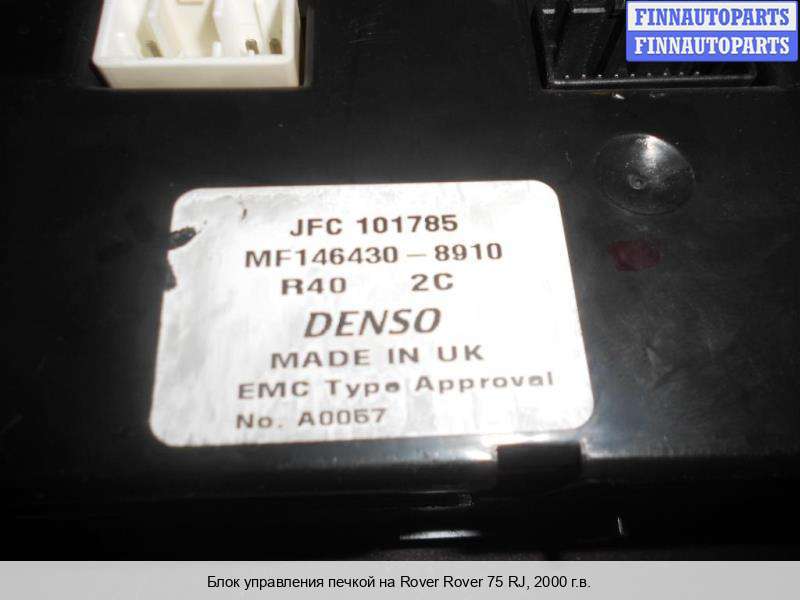 FINNAUTOPARTS
FINNAUTOPARTS
JFC 101785
MF146430-8910
R40 2C
DENSO
MADE IN UK
EMC Type Approval
No. A0057
Блок управления печкой на Rover Rover 75 RJ, 2000 г.в.